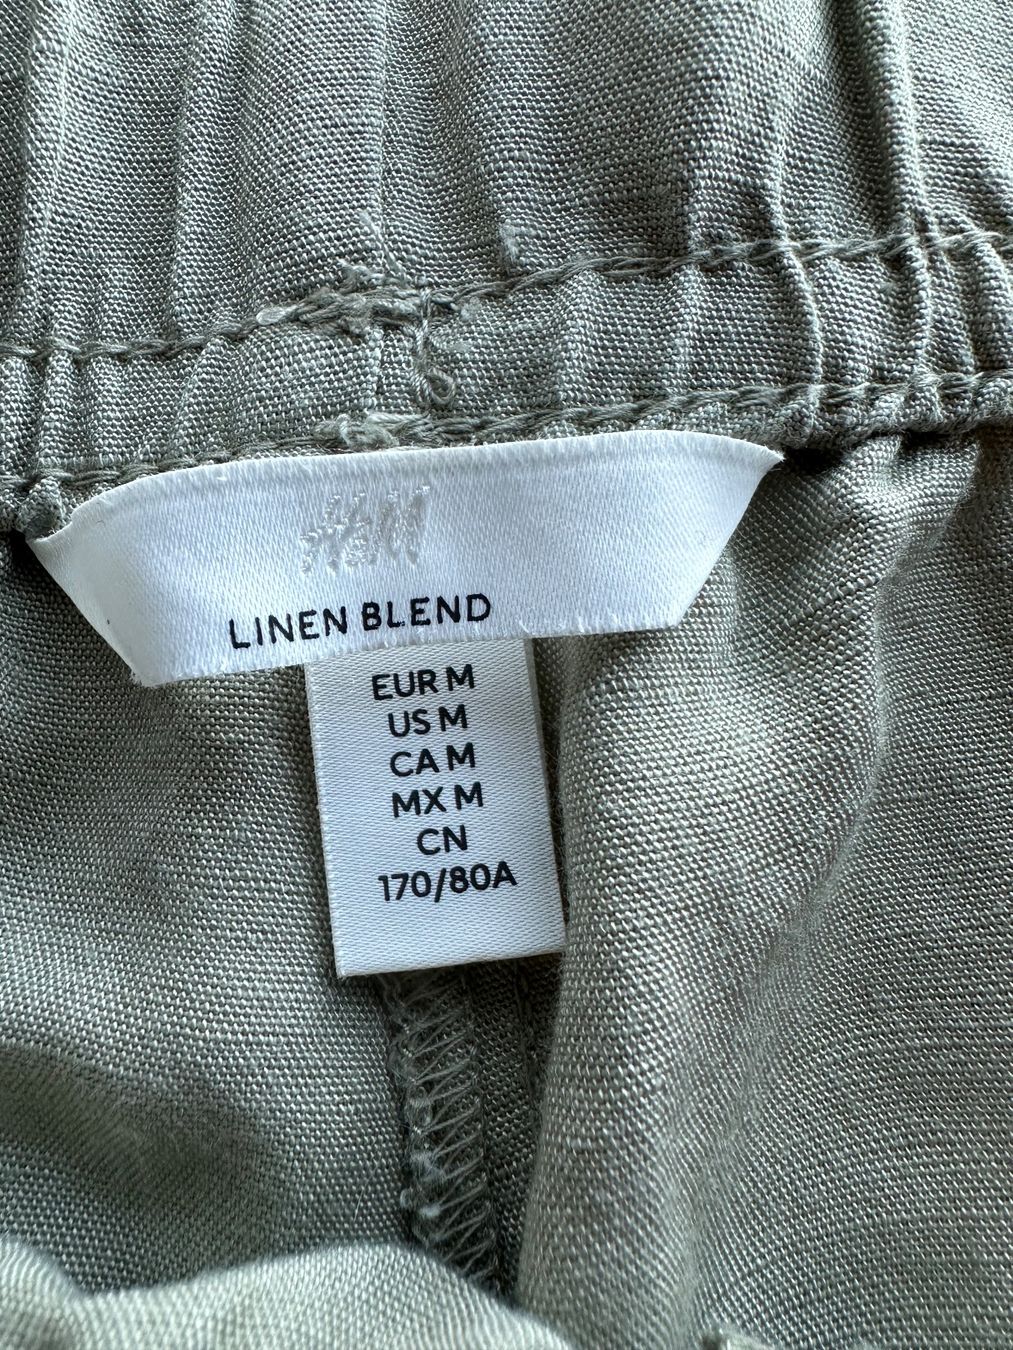 H&M
LINEN BLEND
EUR M
US M
CA M
MX M
CN
170/80A